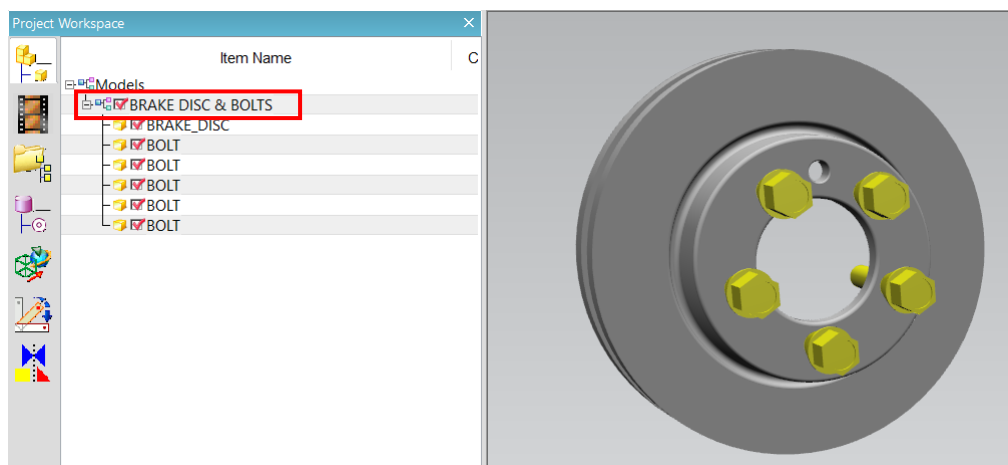 Project Workspace
Item Name
C
Models
BRAKE DISC & BOLTS
BRAKE_DISC
BOLT
BOLT
BOLT
BOLT
BOLT